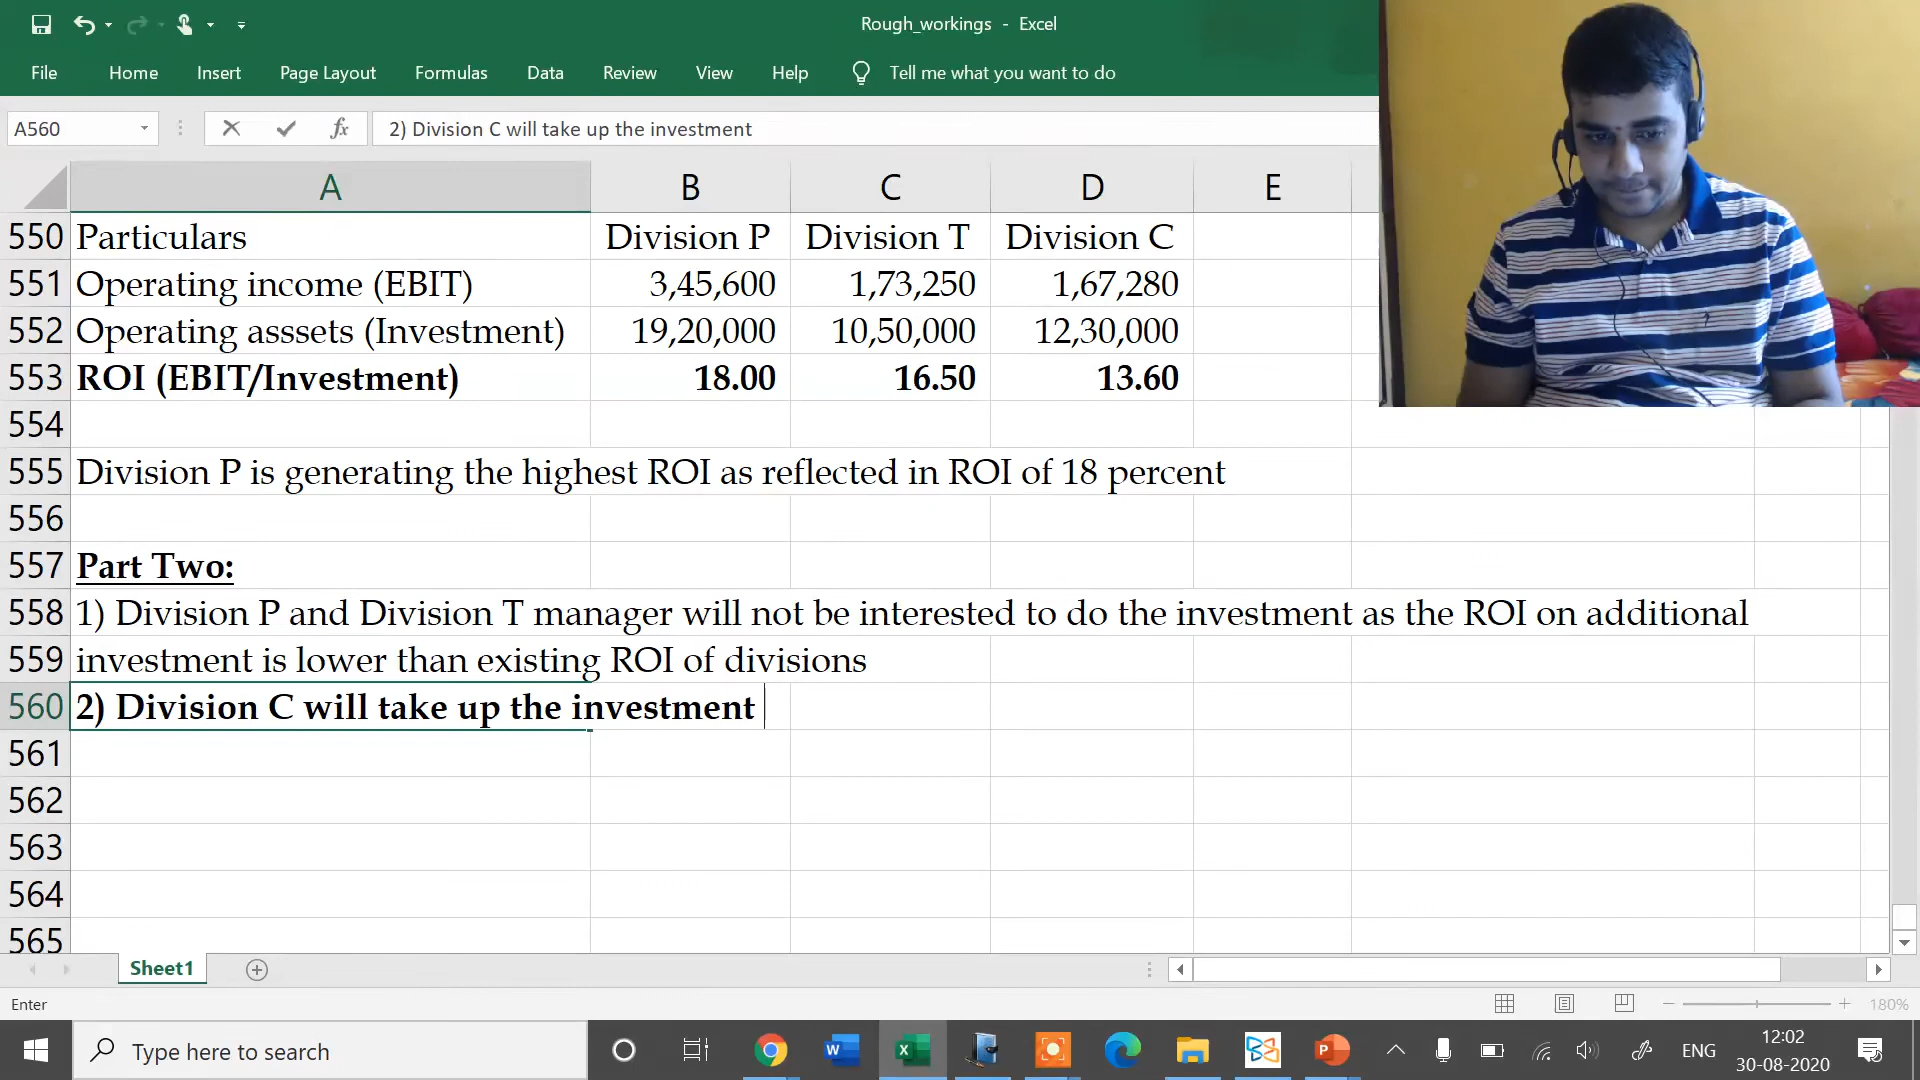 Rough_workings - Excel
File Home Insert Page Layout Formulas Data Review View Help Tell me what you want to do
A560 fx 2) Division C will take up the investment
A B C D E
550 Particulars Division P Division T Division C
551 Operating income (EBIT) 3,45,600 1,73,250 1,67,280
552 Operating asssets (Investment) 19,20,000 10,50,000 12,30,000
553 ROI (EBIT/Investment) 18.00 16.50 13.60
554
555 Division P is generating the highest ROI as reflected in ROI of 18 percent
556
557 Part Two:
558 1) Division P and Division T manager will not be interested to do the investment as the ROI on additional
559 investment is lower than existing ROI of divisions
560 2) Division C will take up the investment
561
562
563
564
565
Sheet1
Enter 180%
Type here to search ENG 12:02
30-08-2020